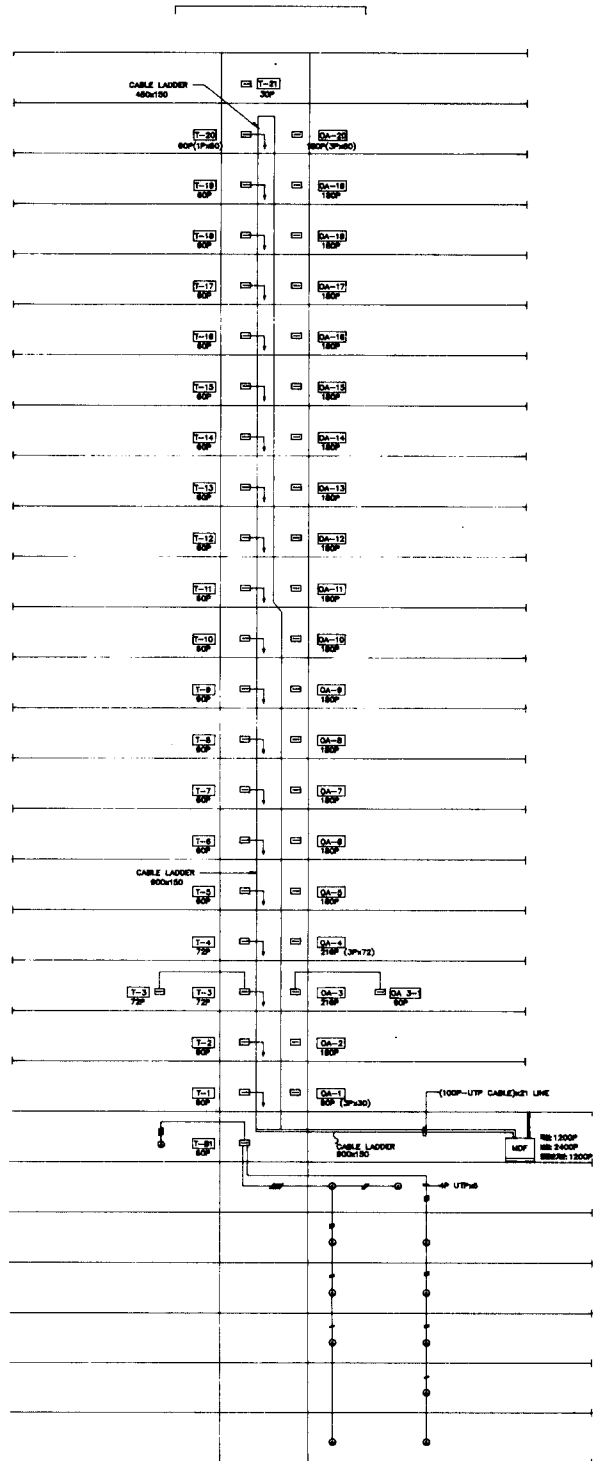 T-21
30P
CABLE LADDER
450x150
T-20
60P(1Px60)
OA-20
180P(3Px60)
T-19
60P
OA-19
180P
T-18
60P
OA-18
180P
T-17
60P
OA-17
180P
T-16
60P
OA-16
180P
T-15
60P
OA-15
180P
T-14
60P
OA-14
180P
T-13
60P
OA-13
180P
T-12
60P
OA-12
180P
T-11
60P
OA-11
180P
T-10
60P
OA-10
180P
T-9
60P
OA-9
180P
T-8
60P
OA-8
180P
T-7
60P
OA-7
180P
T-6
60P
OA-6
180P
CABLE LADDER
900x150
T-5
60P
OA-5
180P
T-4
72P
OA-4
216P (3Px72)
T-3
72P
T-3
72P
OA-3
216P
OA 3-1
90P
T-2
60P
OA-2
180P
T-1
60P
OA-1
90P (3Px30)
(100P-UTP CABLE)x21 LINE
T-B1
60P
CABLE LADDER
900x150
MDF
1200P
2400P
1200P
4P UTPx6